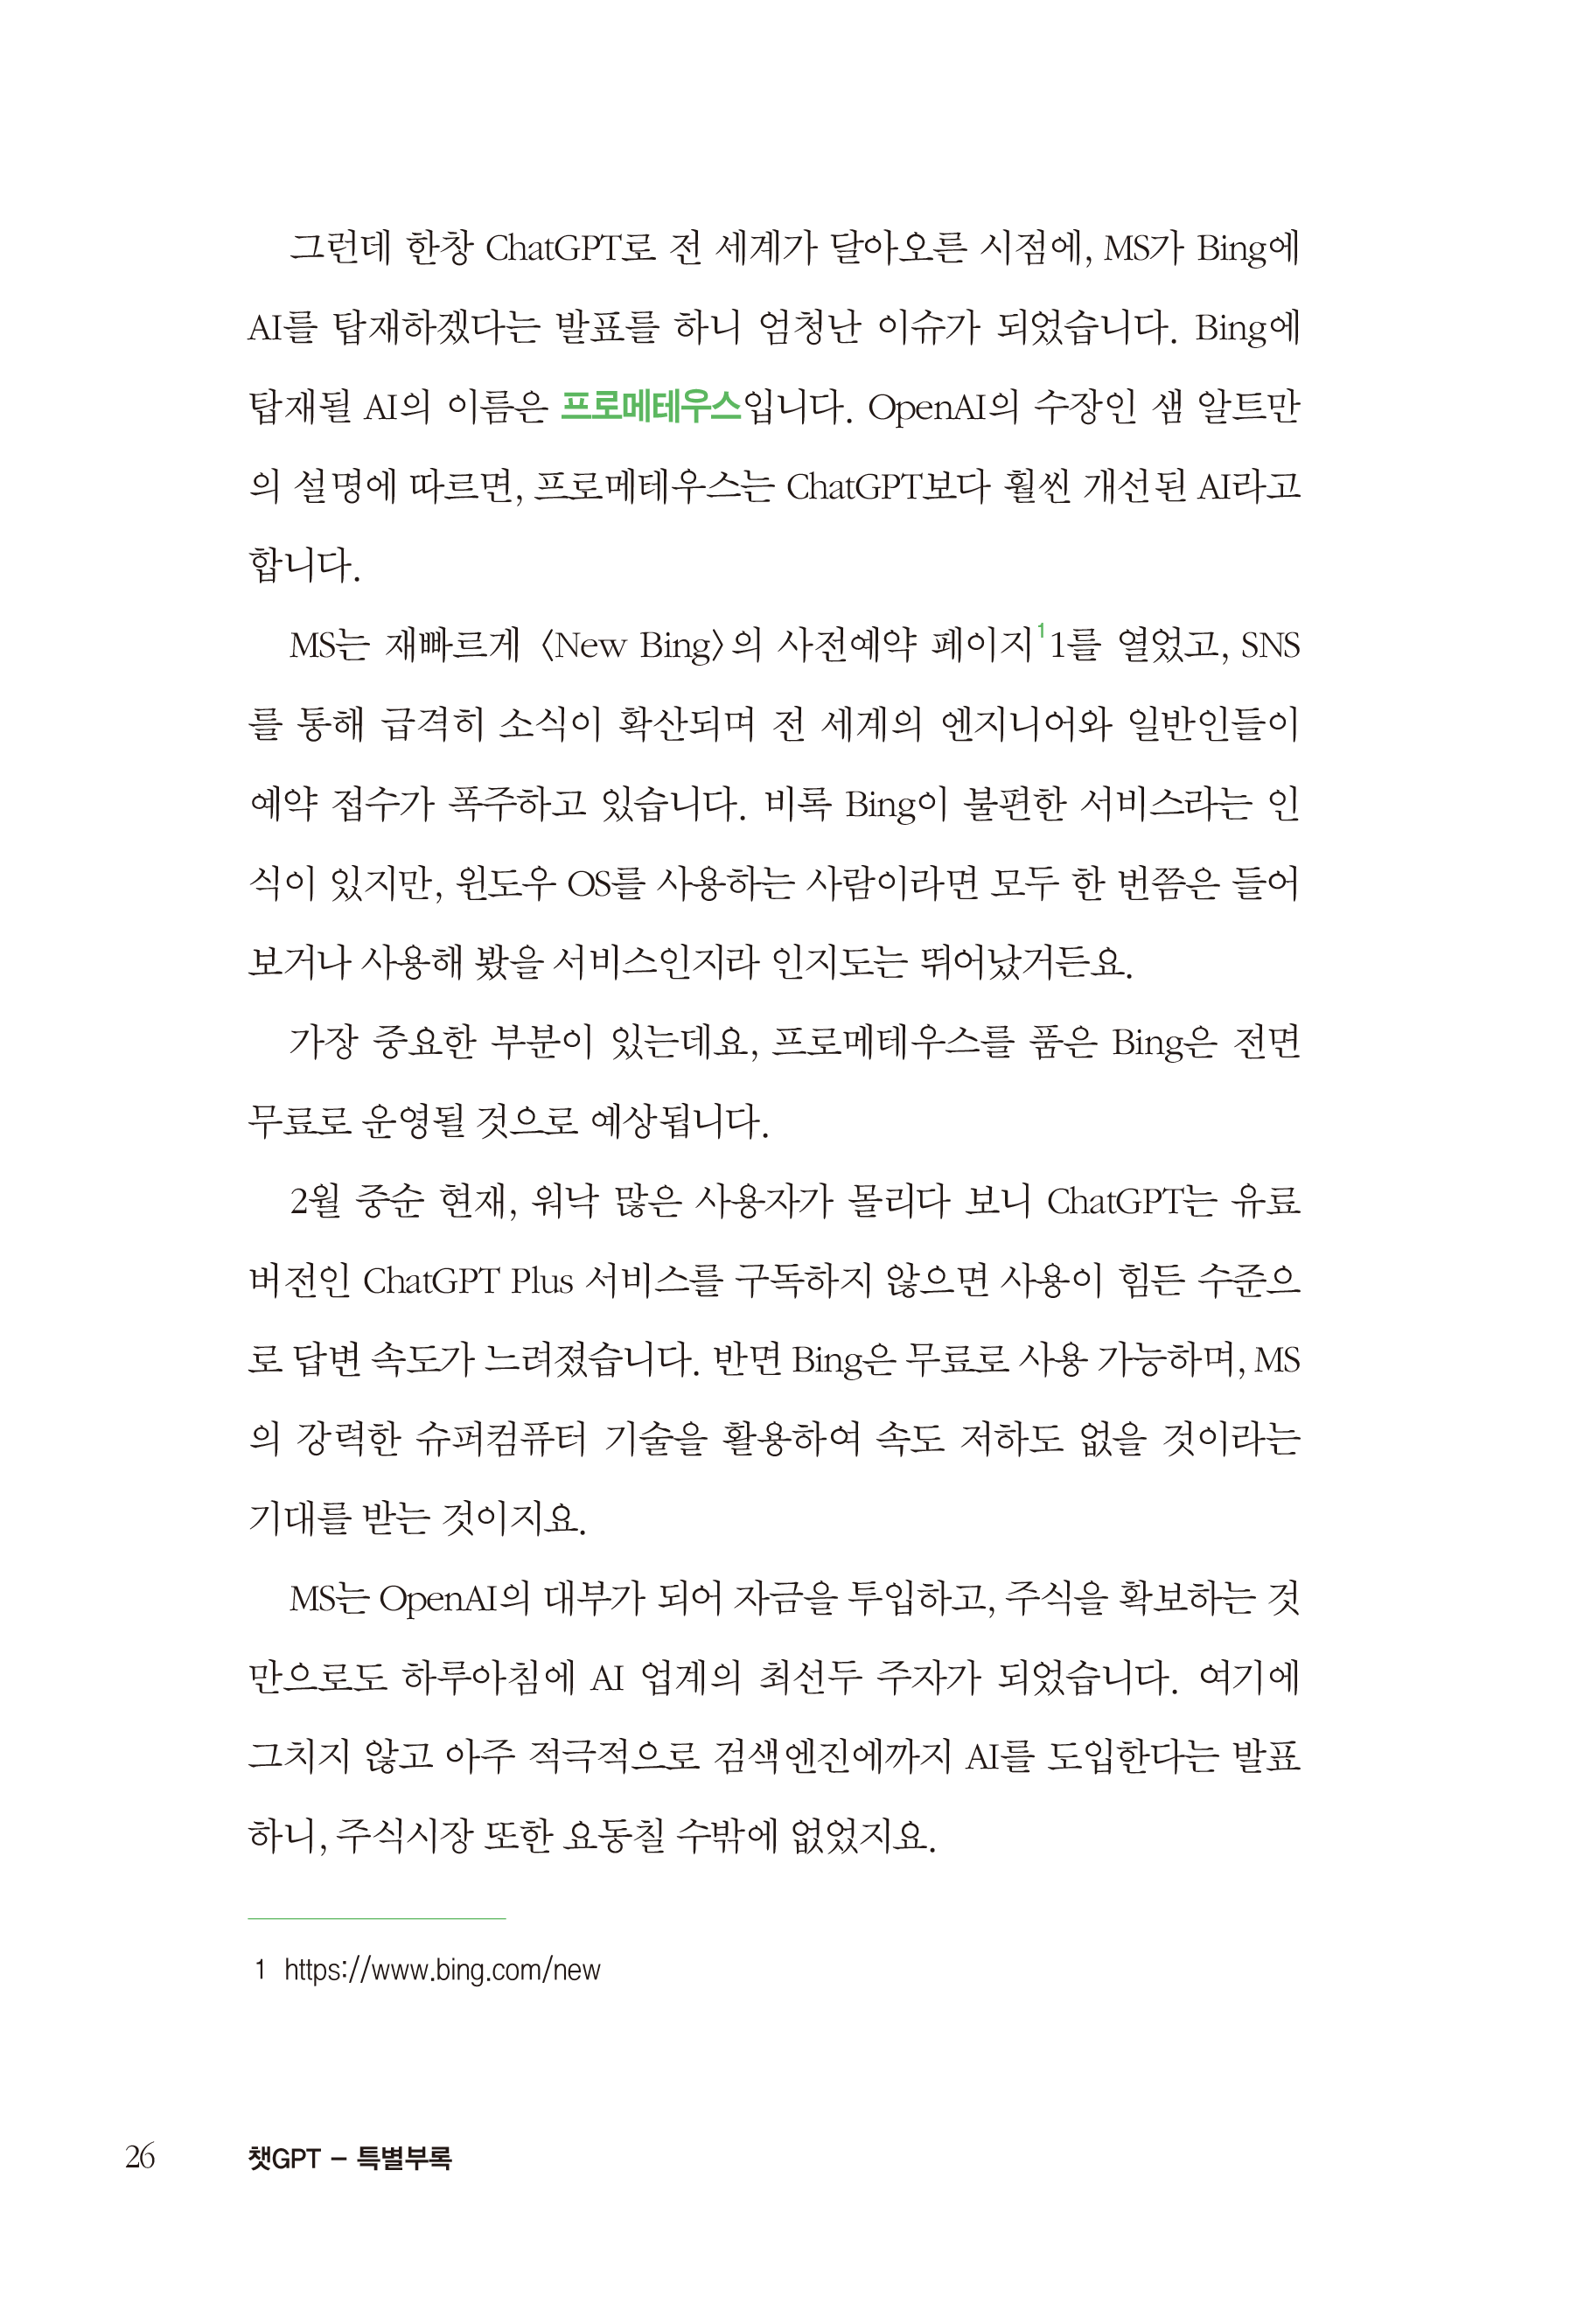 그런데 한창 ChatGPT로 전 세계가 달아오른 시점에, MS가 Bing에
AI를 탑재하겠다는 발표를 하니 엄청난 이슈가 되었습니다. Bing에
탑재될 AI의 이름은 프로메테우스입니다. OpenAI의 수장인 샘 알트만
의 설명에 따르면, 프로메테우스는 ChatGPT보다 훨씬 개선된 AI라고
합니다.
MS는 재빠르게 〈New Bing〉의 사전예약 페이지1 1를 열었고, SNS
를 통해 급격히 소식이 확산되며 전 세계의 엔지니어와 일반인들이
예약 접수가 폭주하고 있습니다. 비록 Bing이 불편한 서비스라는 인
식이 있지만, 윈도우 OS를 사용하는 사람이라면 모두 한 번쯤은 들어
보거나 사용해 봤을 서비스인지라 인지도는 뛰어났거든요.
가장 중요한 부분이 있는데요, 프로메테우스를 품은 Bing은 전면
무료로 운영될 것으로 예상됩니다.
2월 중순 현재, 워낙 많은 사용자가 몰리다 보니 ChatGPT는 유료
버전인 ChatGPT Plus 서비스를 구독하지 않으면 사용이 힘든 수준으
로 답변 속도가 느려졌습니다. 반면 Bing은 무료로 사용 가능하며, MS
의 강력한 슈퍼컴퓨터 기술을 활용하여 속도 저하도 없을 것이라는
기대를 받는 것이지요.
MS는 OpenAI의 대부가 되어 자금을 투입하고, 주식을 확보하는 것
만으로도 하루아침에 AI 업계의 최선두 주자가 되었습니다. 여기에
그치지 않고 아주 적극적으로 검색엔진에까지 AI를 도입한다는 발표
하니, 주식시장 또한 요동칠 수밖에 없었지요.
1 https://www.bing.com/new
26 챗GPT – 특별부록